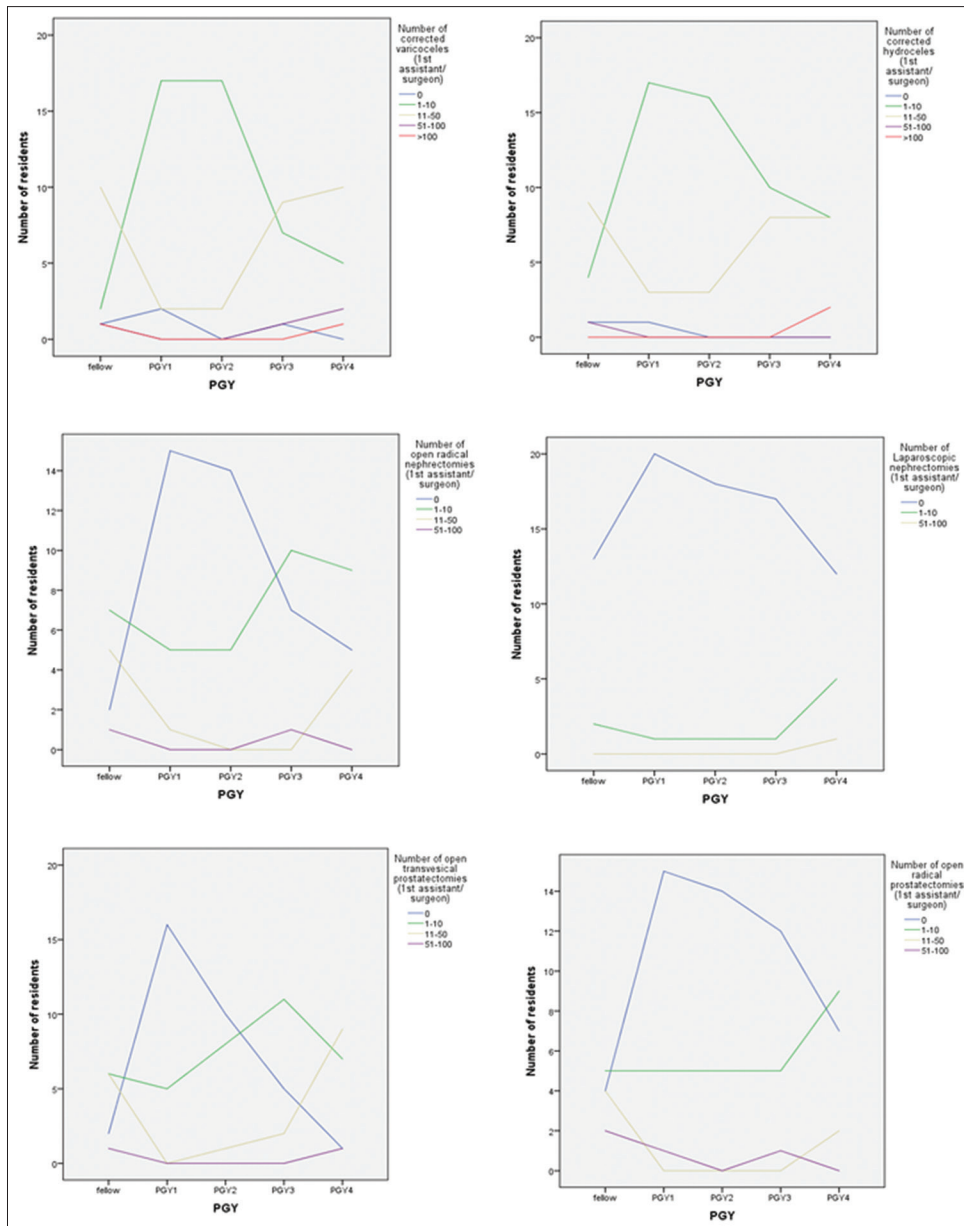 Number of
corrected
varicoceles
(1st
assistant/
surgeon)
0
1-10
11-50
51-100
>100
Number of residents
20
15
10
5
0
fellow PGY1 PGY2 PGY3 PGY4
PGY
Number of
corrected
hydroceles
(1st
assistant/
surgeon)
0
1-10
11-50
51-100
>100
Number of residents
20
15
10
5
0
fellow PGY1 PGY2 PGY3 PGY4
PGY
Number of
open radical
nephrectomies
(1st assistant/
surgeon)
0
1-10
11-50
51-100
Number of residents
14
12
10
8
6
4
2
0
fellow PGY1 PGY2 PGY3 PGY4
PGY
Number of
Laparoscopic
nephrectomies
(1st assistant/
surgeon)
0
1-10
51-100
Number of residents
20
15
10
5
0
fellow PGY1 PGY2 PGY3 PGY4
PGY
Number of open
transvesical
prostatectomies
(1st assistant/
surgeon)
0
1-10
11-50
51-100
Number of residents
20
15
10
5
0
fellow PGY1 PGY2 PGY3 PGY4
PGY
Number of open
radical
prostatectomies
(1st assistant/
surgeon)
0
1-10
11-50
51-100
Number of residents
14
12
10
8
6
4
2
0
fellow PGY1 PGY2 PGY3 PGY4
PGY